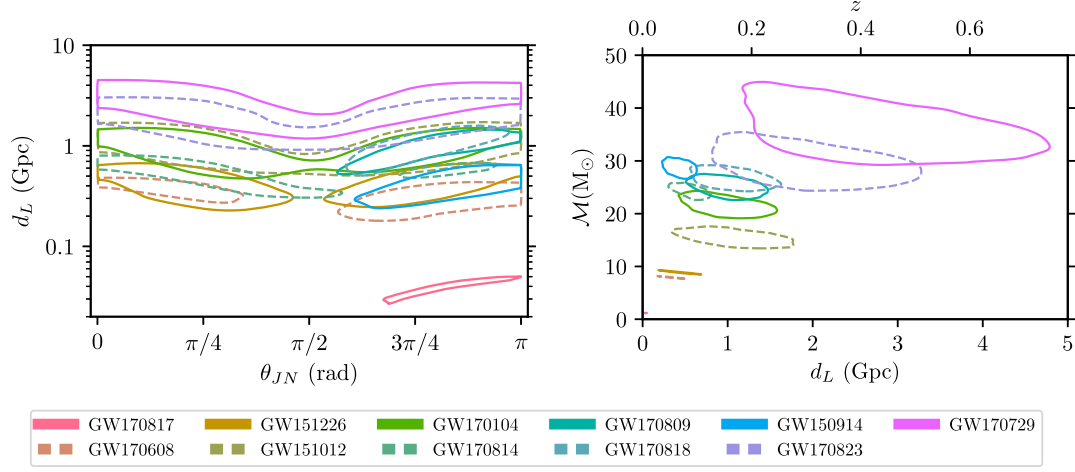 z
0.0 0.2 0.4 0.6
10
1
0.1
d_L (Gpc)
0 π/4 π/2 3π/4 π
θ_JN (rad)
50
40
30
20
10
0
ℳ(M_⊙)
0 1 2 3 4 5
d_L (Gpc)
GW170817 GW151226 GW170104 GW170809 GW150914 GW170729
GW170608 GW151012 GW170814 GW170818 GW170823